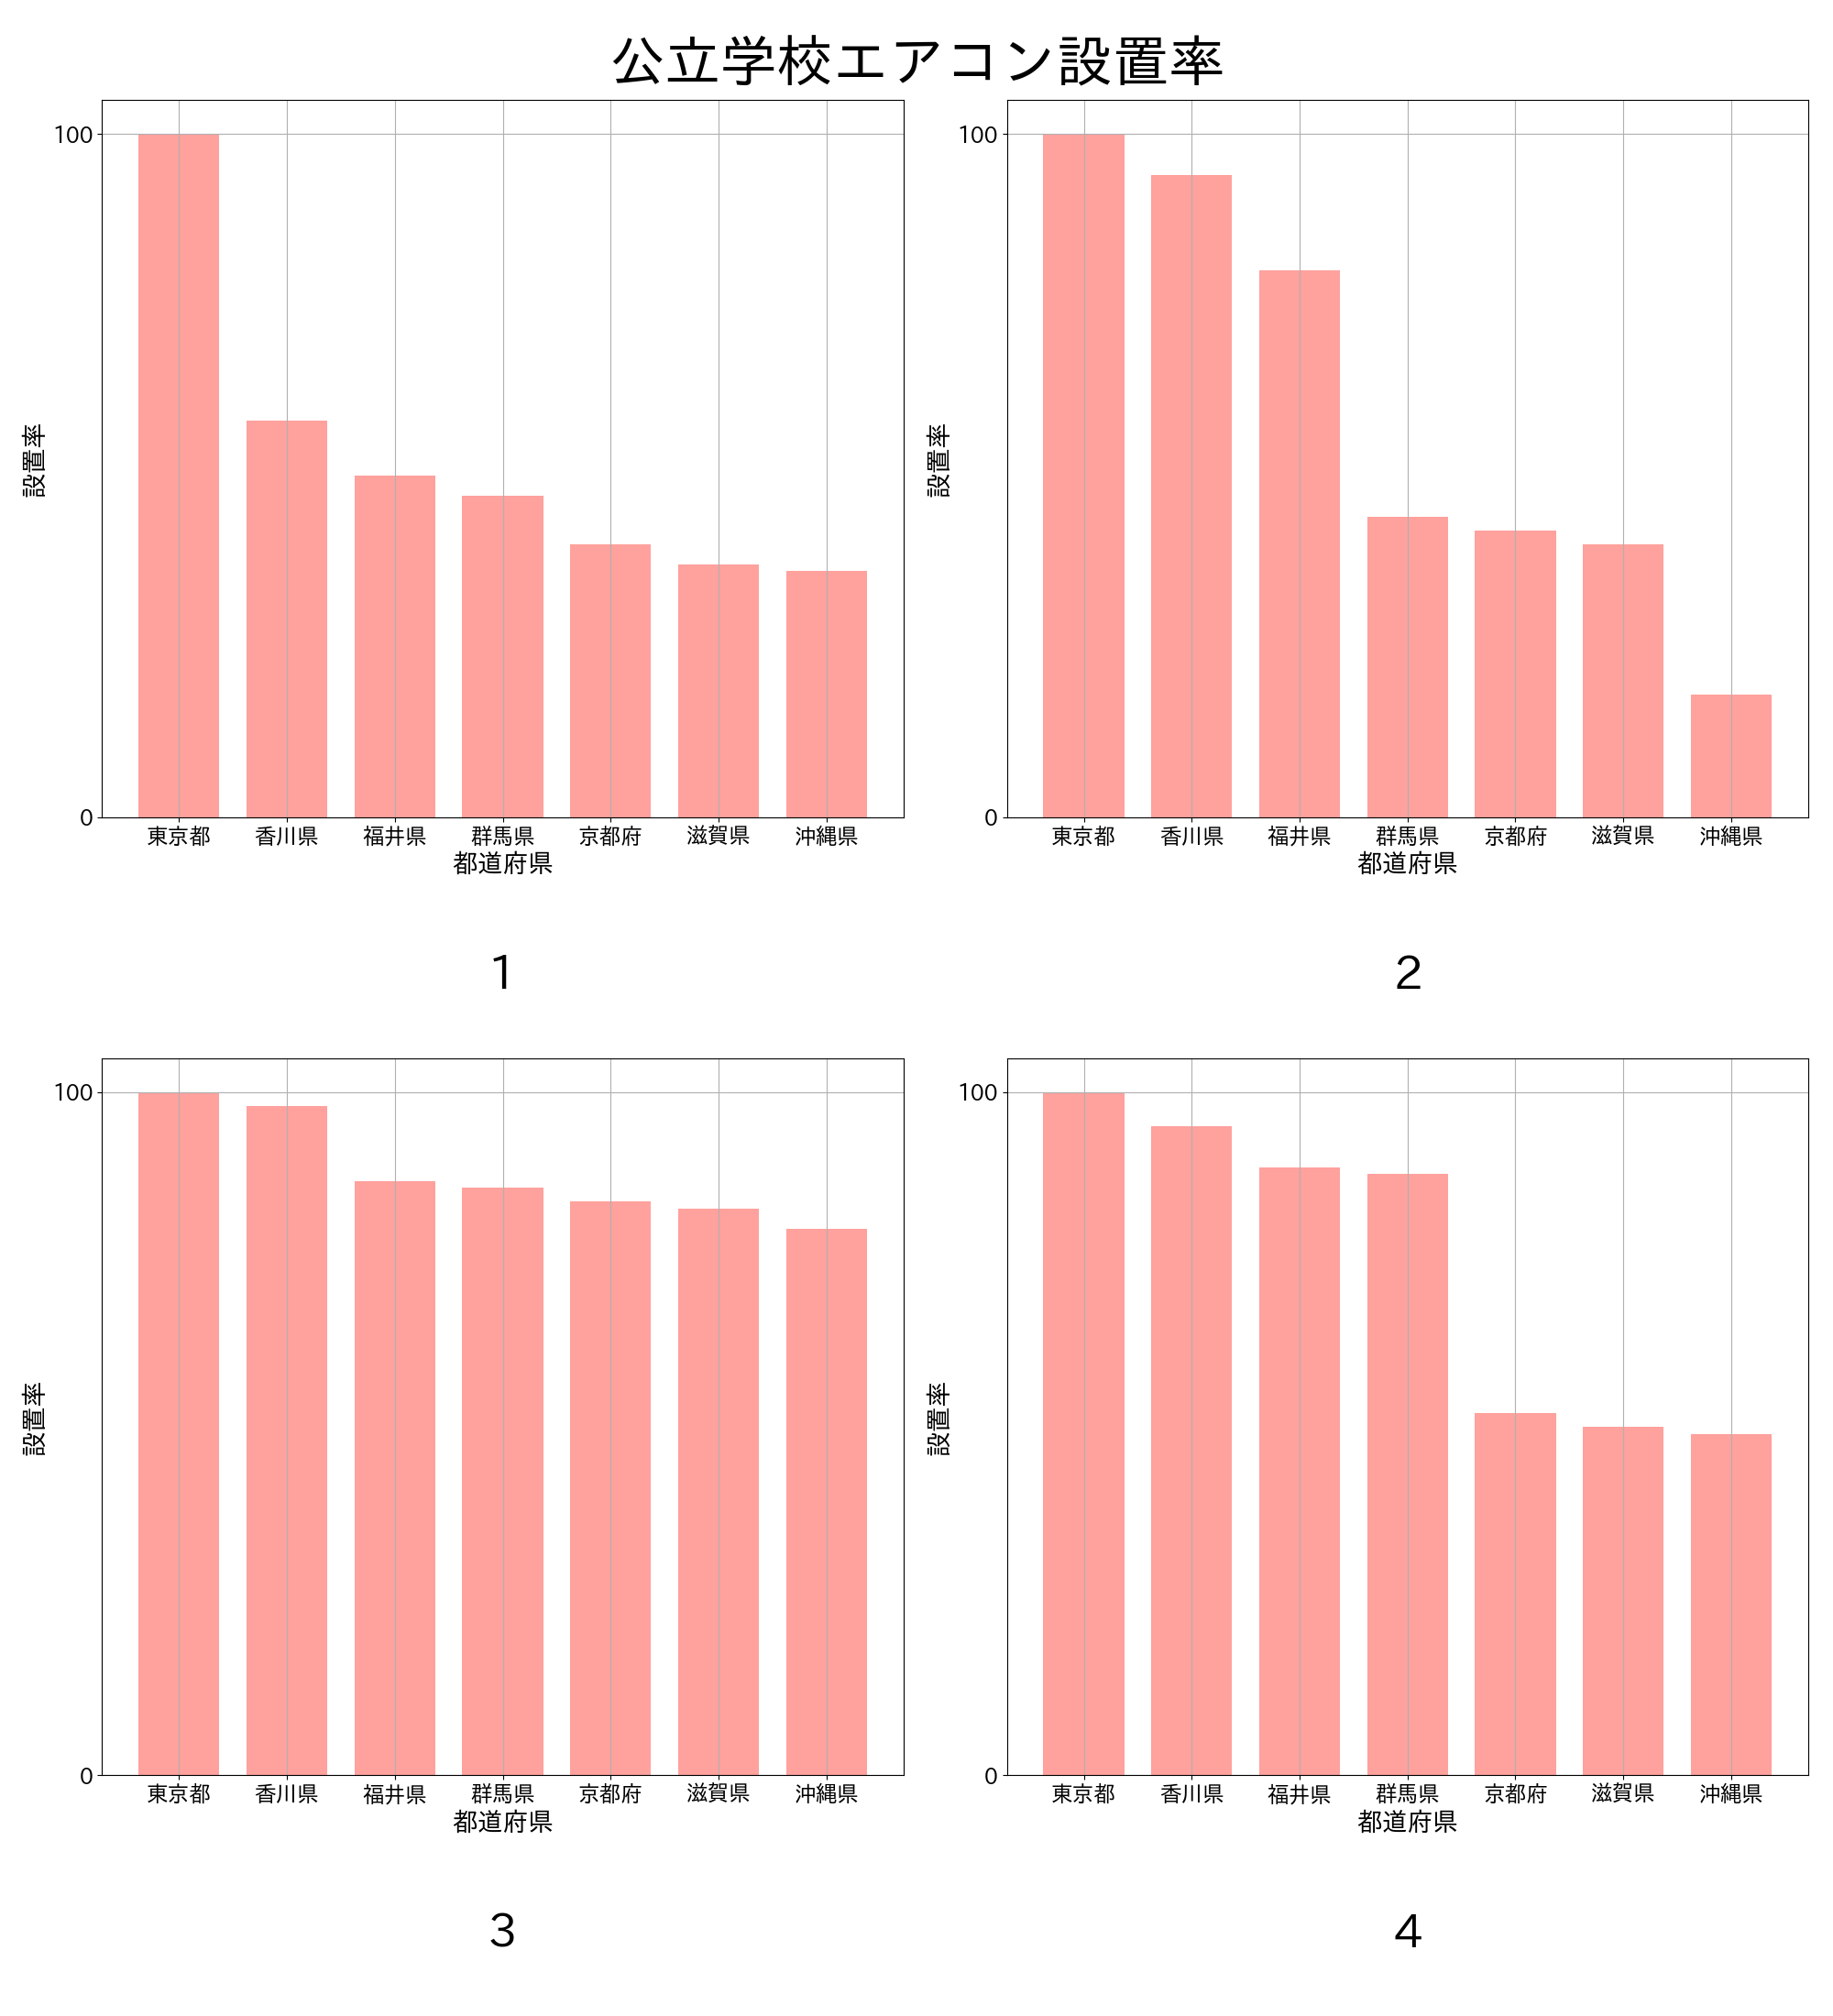 公立学校エアコン設置率
100
設置率
0
東京都 香川県 福井県 群馬県 京都府 滋賀県 沖縄県
都道府県
1
100
設置率
0
東京都 香川県 福井県 群馬県 京都府 滋賀県 沖縄県
都道府県
2
100
設置率
0
東京都 香川県 福井県 群馬県 京都府 滋賀県 沖縄県
都道府県
3
100
設置率
0
東京都 香川県 福井県 群馬県 京都府 滋賀県 沖縄県
都道府県
4